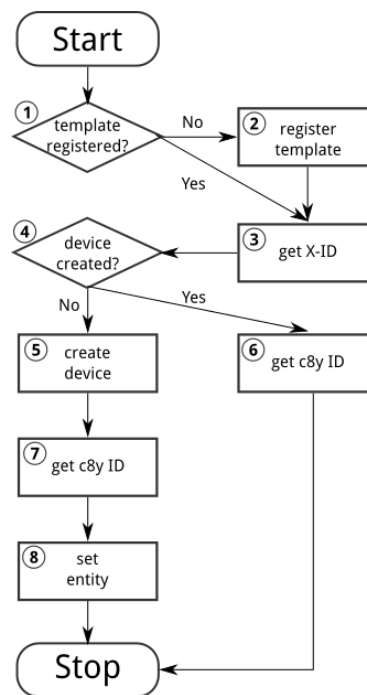 Start
1
template
registered?
No
2
register
template
Yes
3
get X-ID
4
device
created?
No
Yes
5
create
device
6
get c8y ID
7
get c8y ID
8
set
entity
Stop